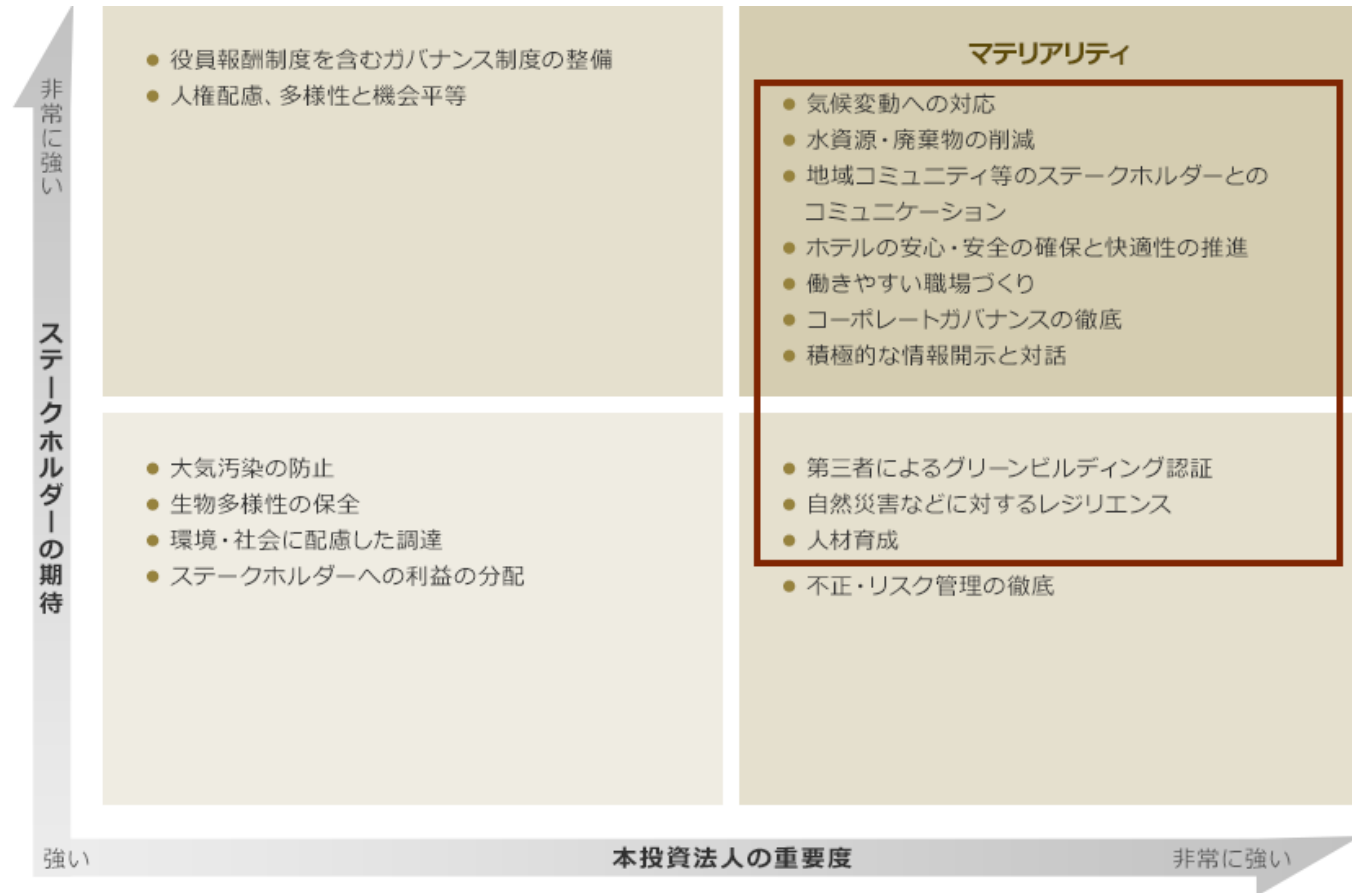 非常に強い
ステークホルダーの期待
● 役員報酬制度を含むガバナンス制度の整備
● 人権配慮、多様性と機会平等
マテリアリティ
● 気候変動への対応
● 水資源・廃棄物の削減
● 地域コミュニティ等のステークホルダーとの
コミュニケーション
● ホテルの安心・安全の確保と快適性の推進
● 働きやすい職場づくり
● コーポレートガバナンスの徹底
● 積極的な情報開示と対話
● 大気汚染の防止
● 生物多様性の保全
● 環境・社会に配慮した調達
● ステークホルダーへの利益の分配
● 第三者によるグリーンビルディング認証
● 自然災害などに対するレジリエンス
● 人材育成
● 不正・リスク管理の徹底
強い
本投資法人の重要度
非常に強い